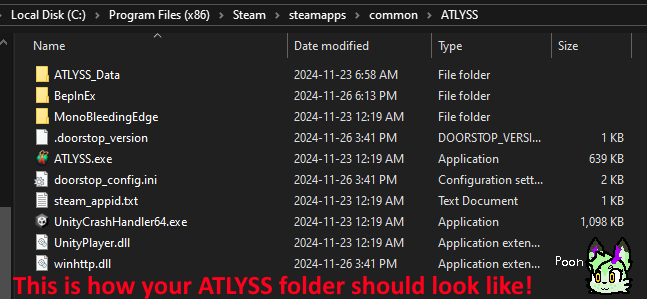 Local Disk (C:) > Program Files (x86) > Steam > steamapps > common > ATLYSS
Name Date modified Type Size
ATLYSS_Data 2024-11-23 6:58 AM File folder
BepInEx 2024-11-26 6:13 PM File folder
MonoBleedingEdge 2024-11-23 12:19 AM File folder
.doorstop_version 2024-11-26 3:41 PM DOORSTOP_VERSI... 1 KB
ATLYSS.exe 2024-11-23 12:19 AM Application 639 KB
doorstop_config.ini 2024-11-26 3:41 PM Configuration sett... 2 KB
steam_appid.txt 2024-11-23 12:19 AM Text Document 1 KB
UnityCrashHandler64.exe 2024-11-23 12:19 AM Application 1,098 KB
UnityPlayer.dll 2024-11-23 12:19 AM Application exten...
winhttp.dll 2024-11-26 3:41 PM Application exten...
Poon
This is how your ATLYSS folder should look like!